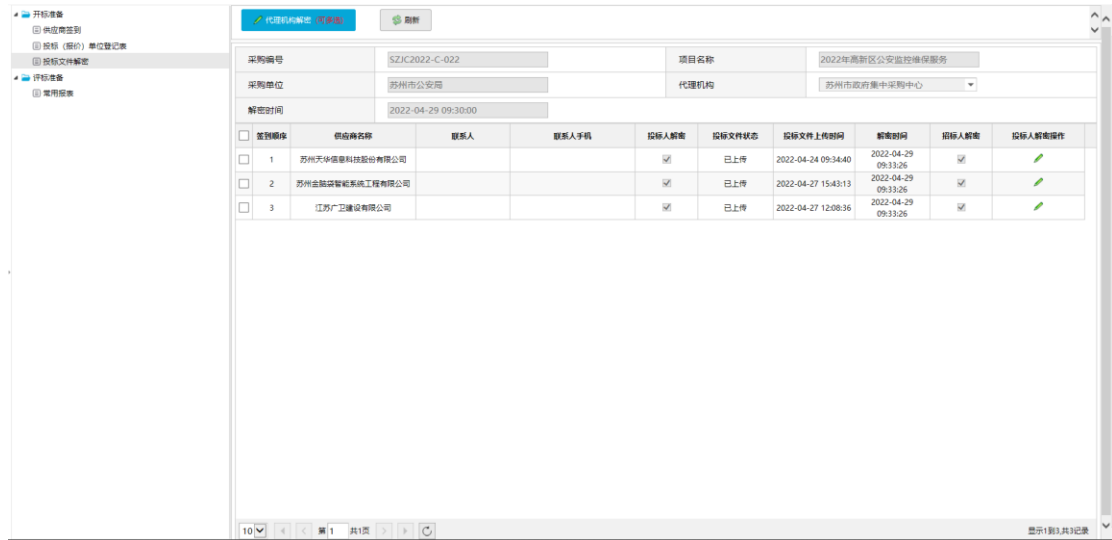 开标准备
供应商签到
投标（报价）单位登记表
投标文件解密
评标准备
常用报表
代理机构解密 刷新
采购编号 SZJC2022-C-022 项目名称 2022年高新区公安监控维保服务
采购单位 苏州市公安局 代理机构 苏州市政府集中采购中心
解密时间 2022-04-29 09:30:00
签到顺序 供应商名称 联系人 联系人手机 投标人解密 投标文件状态 投标文件上传时间 解密时间 招标人解密 投标人解密操作
1 苏州天华信息科技股份有限公司 已上传 2022-04-24 09:34:40 2022-04-29 09:33:26
2 苏州金脑袋智能系统工程有限公司 已上传 2022-04-27 15:43:13 2022-04-29 09:33:26
3 江苏广卫建设有限公司 已上传 2022-04-27 12:08:36 2022-04-29 09:33:26
10 第 1 共1页 显示1到3,共3记录